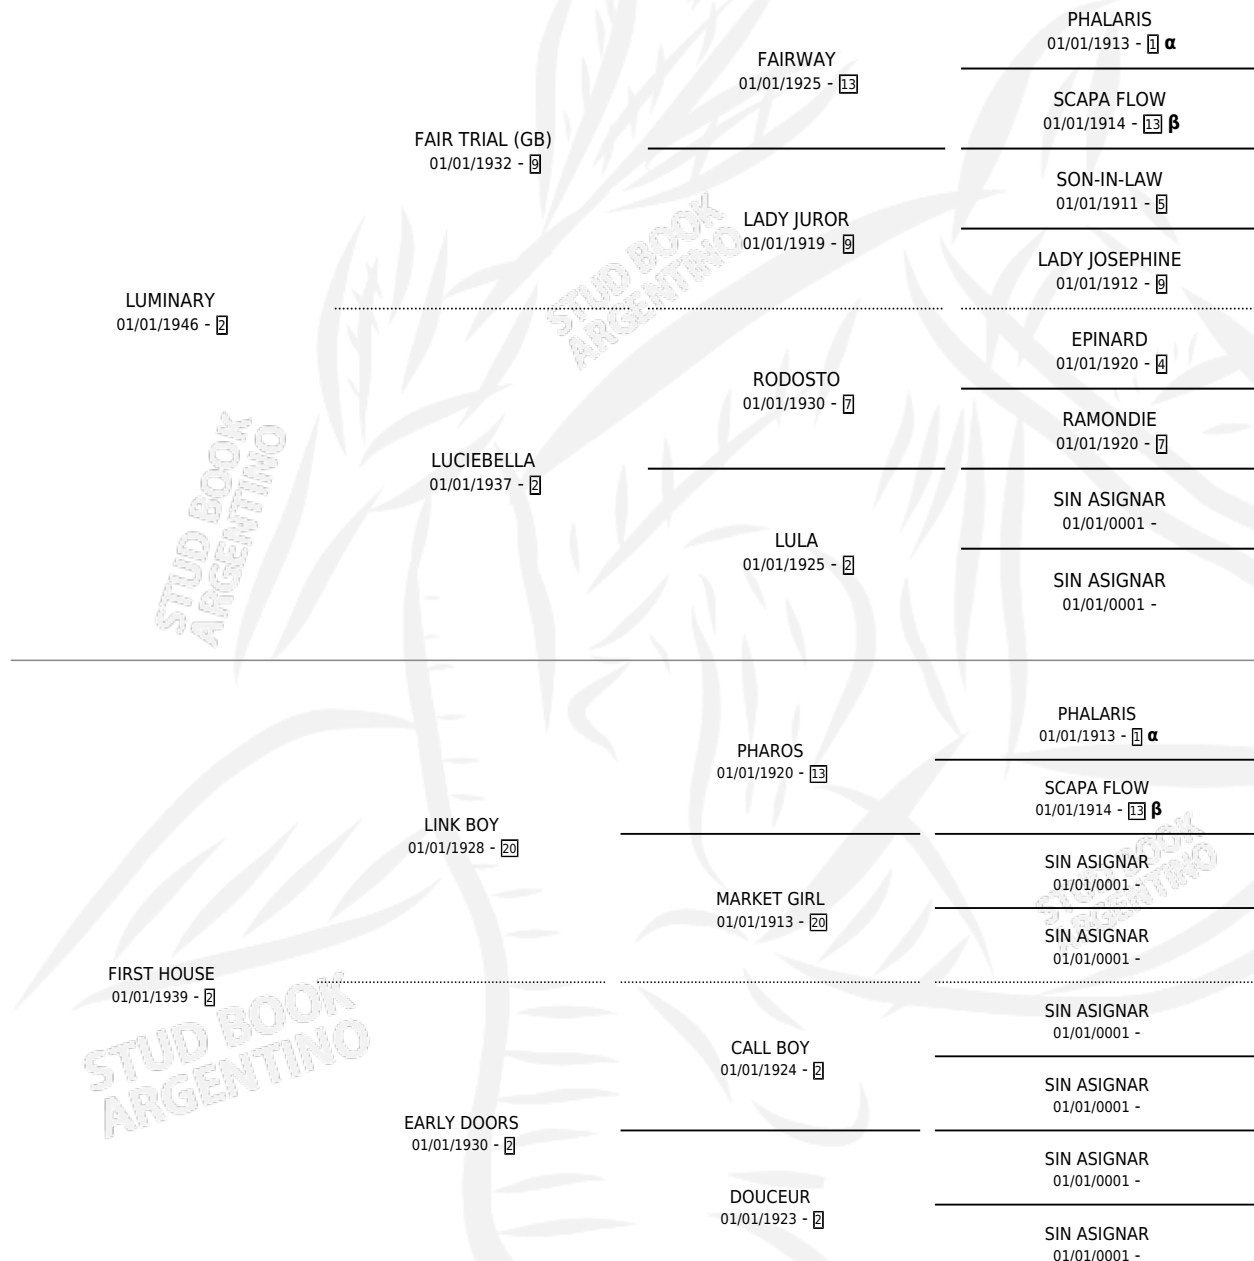 PHALARIS
01/01/1913 - 1 α
FAIRWAY
01/01/1925 - 13
SCAPA FLOW
01/01/1914 - 13 β
FAIR TRIAL (GB)
01/01/1932 - 9
SON-IN-LAW
01/01/1911 - 5
LADY JUROR
01/01/1919 - 9
LADY JOSEPHINE
01/01/1912 - 9
LUMINARY
01/01/1946 - 2
EPINARD
01/01/1920 - 4
RODOSTO
01/01/1930 - 7
RAMONDIE
01/01/1920 - 7
LUCIEBELLA
01/01/1937 - 2
SIN ASIGNAR
01/01/0001 -
LULA
01/01/1925 - 2
SIN ASIGNAR
01/01/0001 -
PHALARIS
01/01/1913 - 1 α
PHAROS
01/01/1920 - 13
SCAPA FLOW
01/01/1914 - 13 β
LINK BOY
01/01/1928 - 20
SIN ASIGNAR
01/01/0001 -
MARKET GIRL
01/01/1913 - 20
SIN ASIGNAR
01/01/0001 -
FIRST HOUSE
01/01/1939 - 2
SIN ASIGNAR
01/01/0001 -
CALL BOY
01/01/1924 - 2
SIN ASIGNAR
01/01/0001 -
EARLY DOORS
01/01/1930 - 2
SIN ASIGNAR
01/01/0001 -
DOUCEUR
01/01/1923 - 2
SIN ASIGNAR
01/01/0001 -
STUD BOOK
ARGENTINO
STUD BOOK
ARGENTINO
STUD BOOK
ARGENTINO
STUD BOOK
ARGENTINO